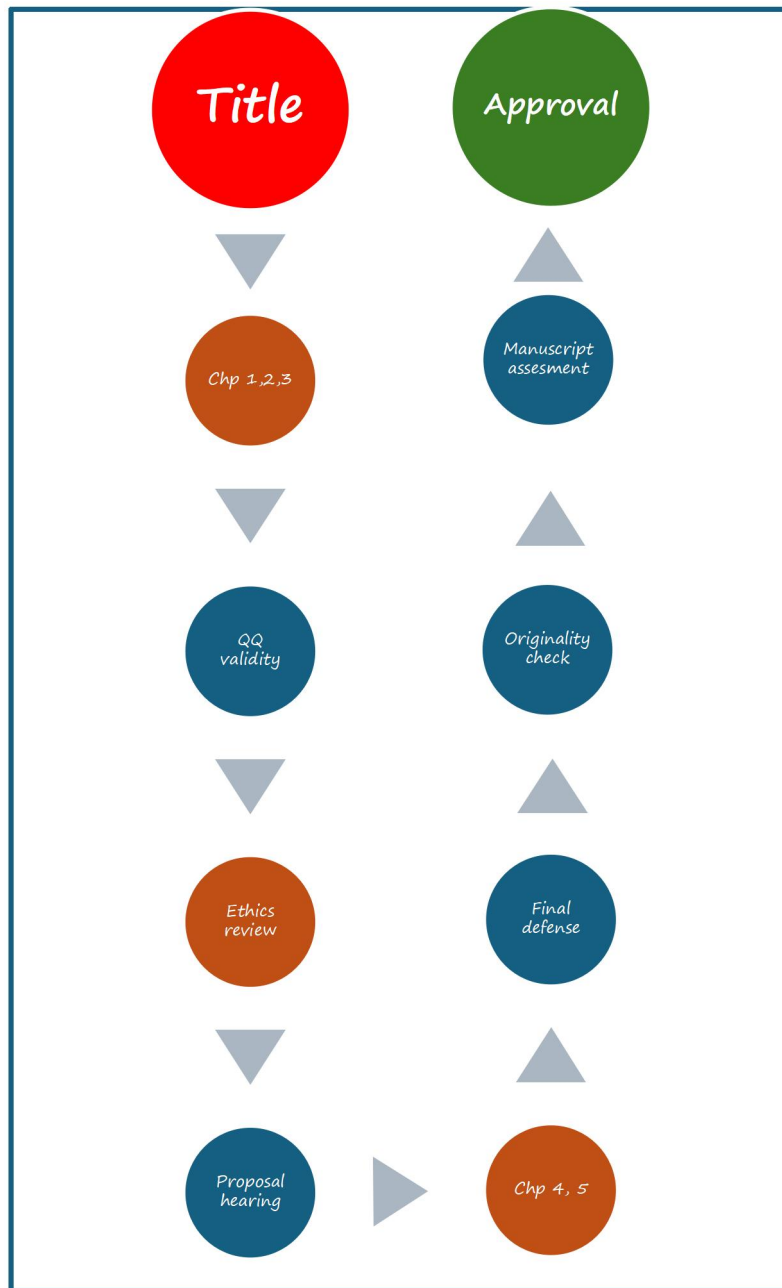 Title
Chp 1,2,3
QQ
validity
Ethics
review
Proposal
hearing
Chp 4, 5
Final
defense
Originality
check
Manuscript
assesment
Approval